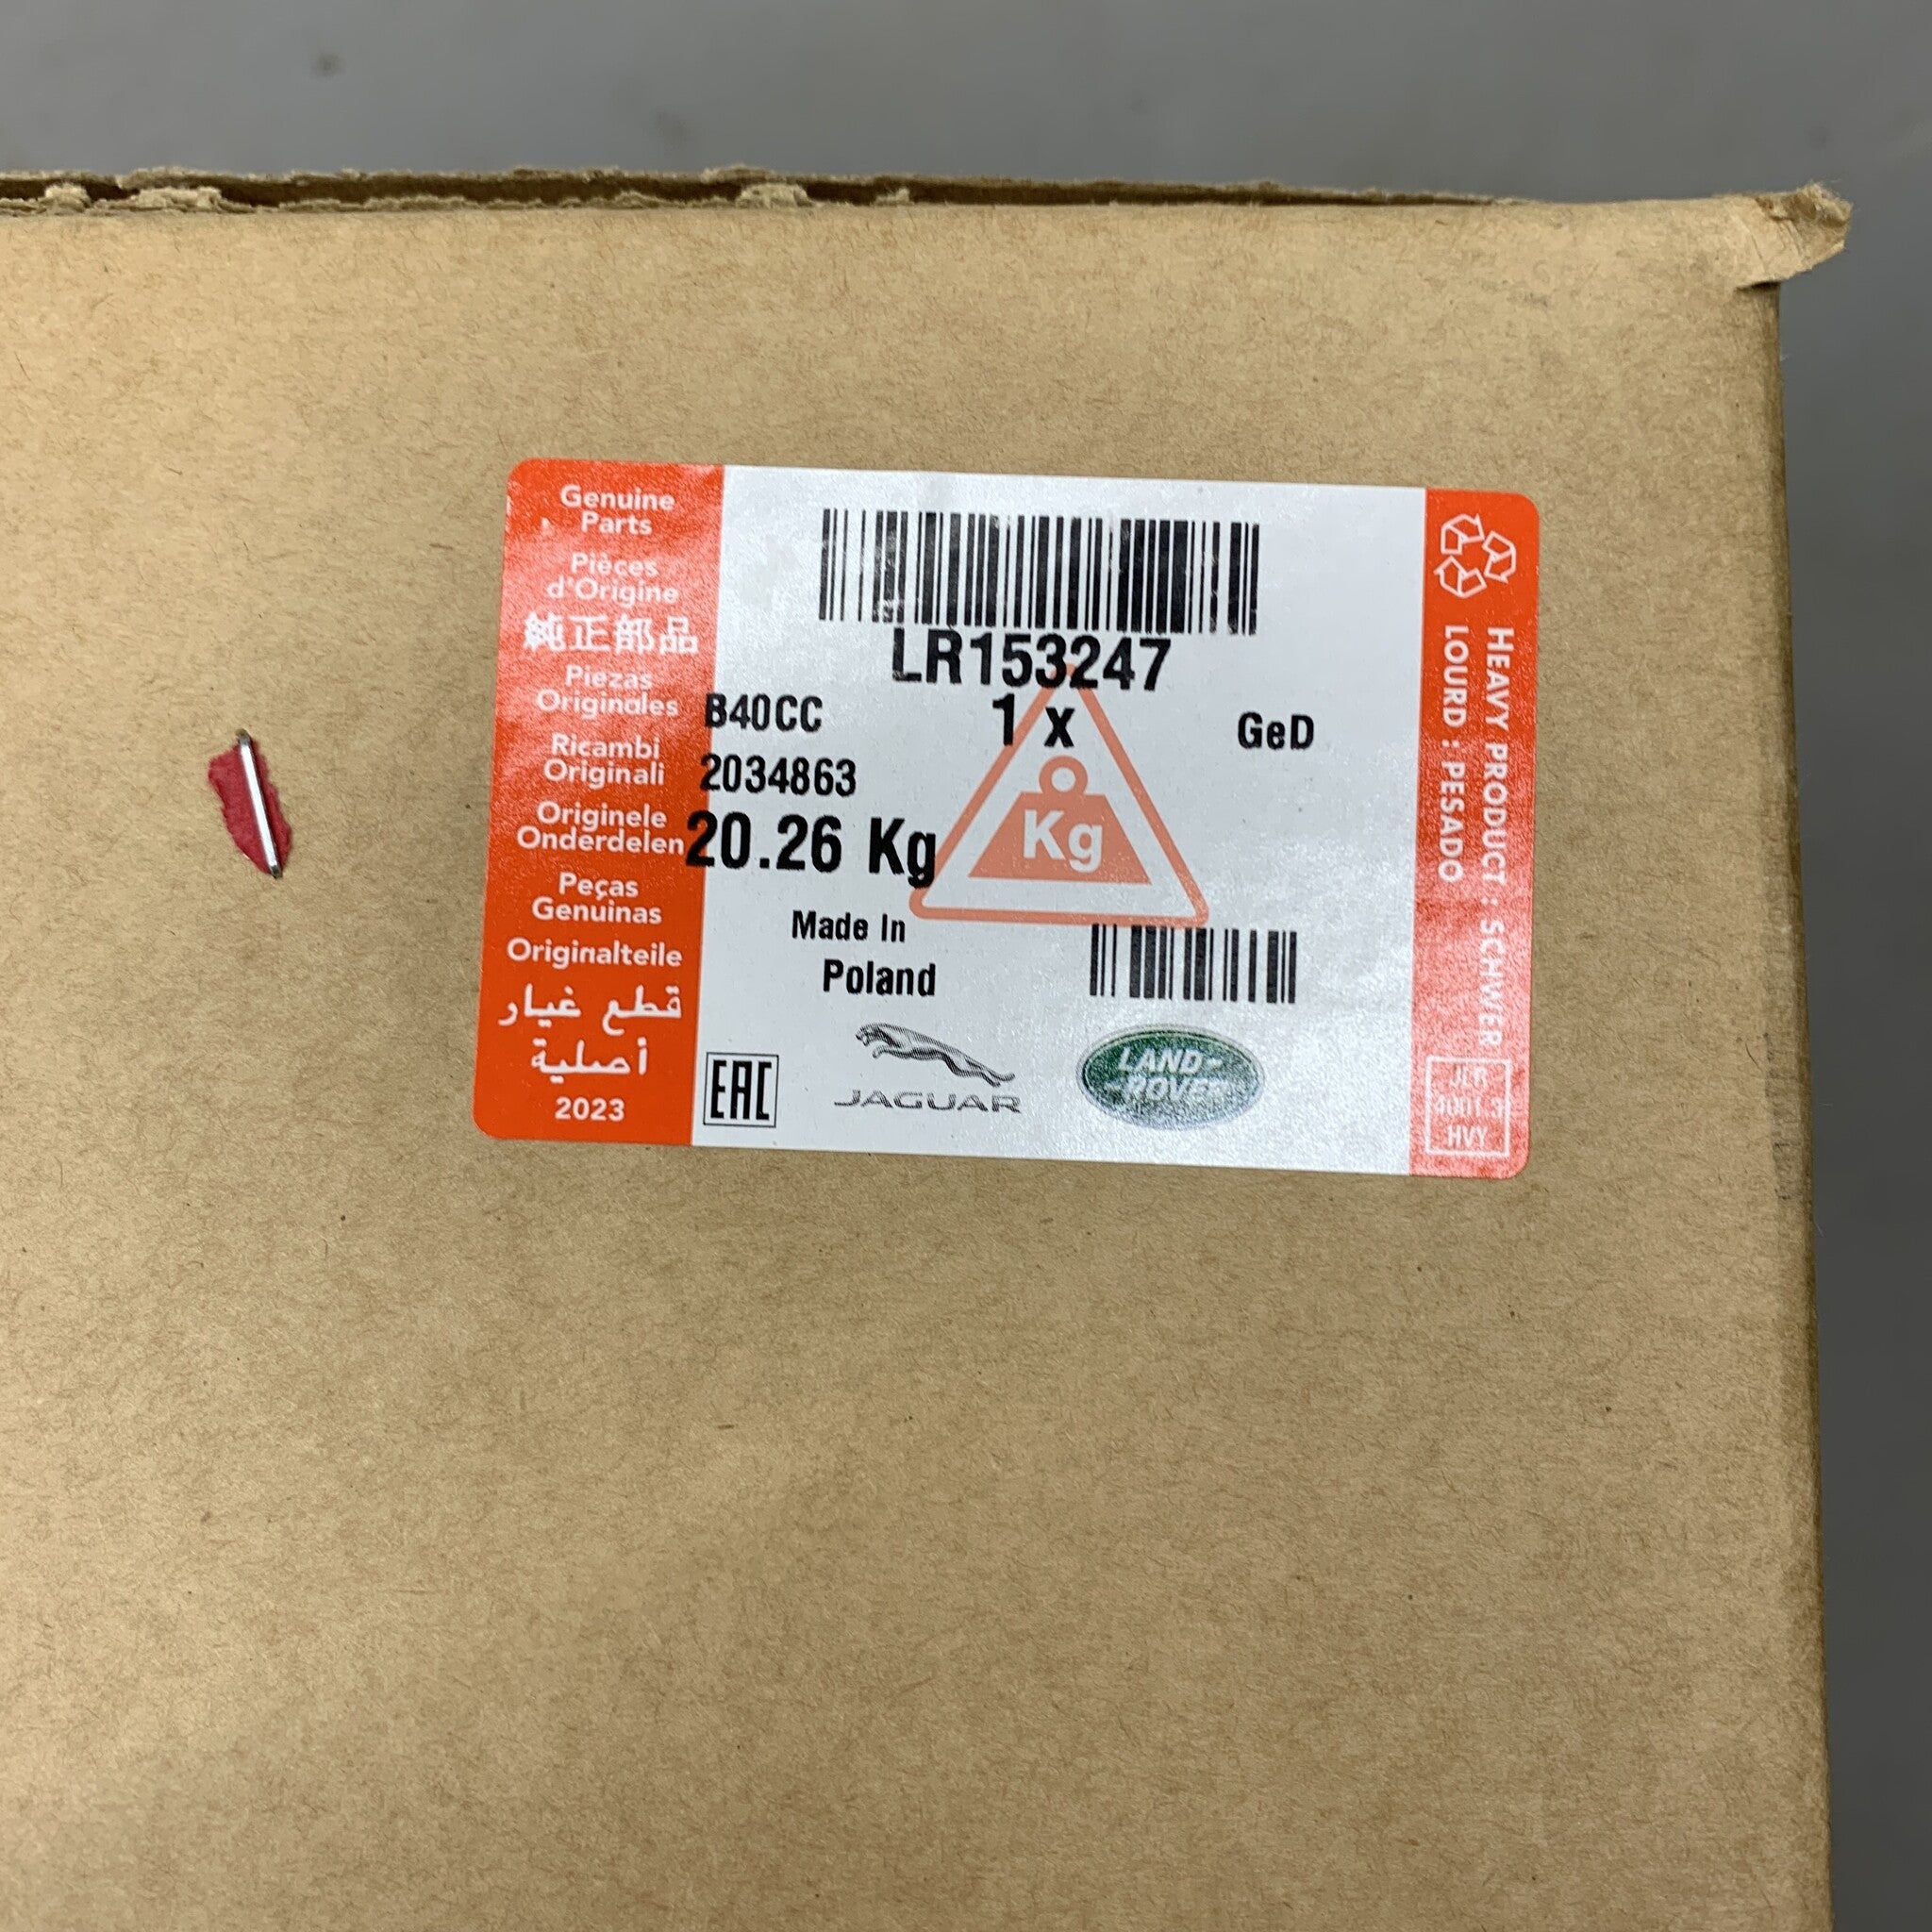 Genuine
Parts
Pièces
d'Origine
純正部品
Piezas
Originales
Ricambi
Originali
Originele
Onderdelen
Peças
Genuinas
Originalteile
قطع غيار
أصلية
2023
LR153247
B40CC
1 x
GeD
2034863
20.26 Kg
Kg
Made In
Poland
EAC
JAGUAR
LAND-
-ROVER
HEAVY PRODUCT : SCHWER
LOURD : PESADO
JLR
4001.3
HVY